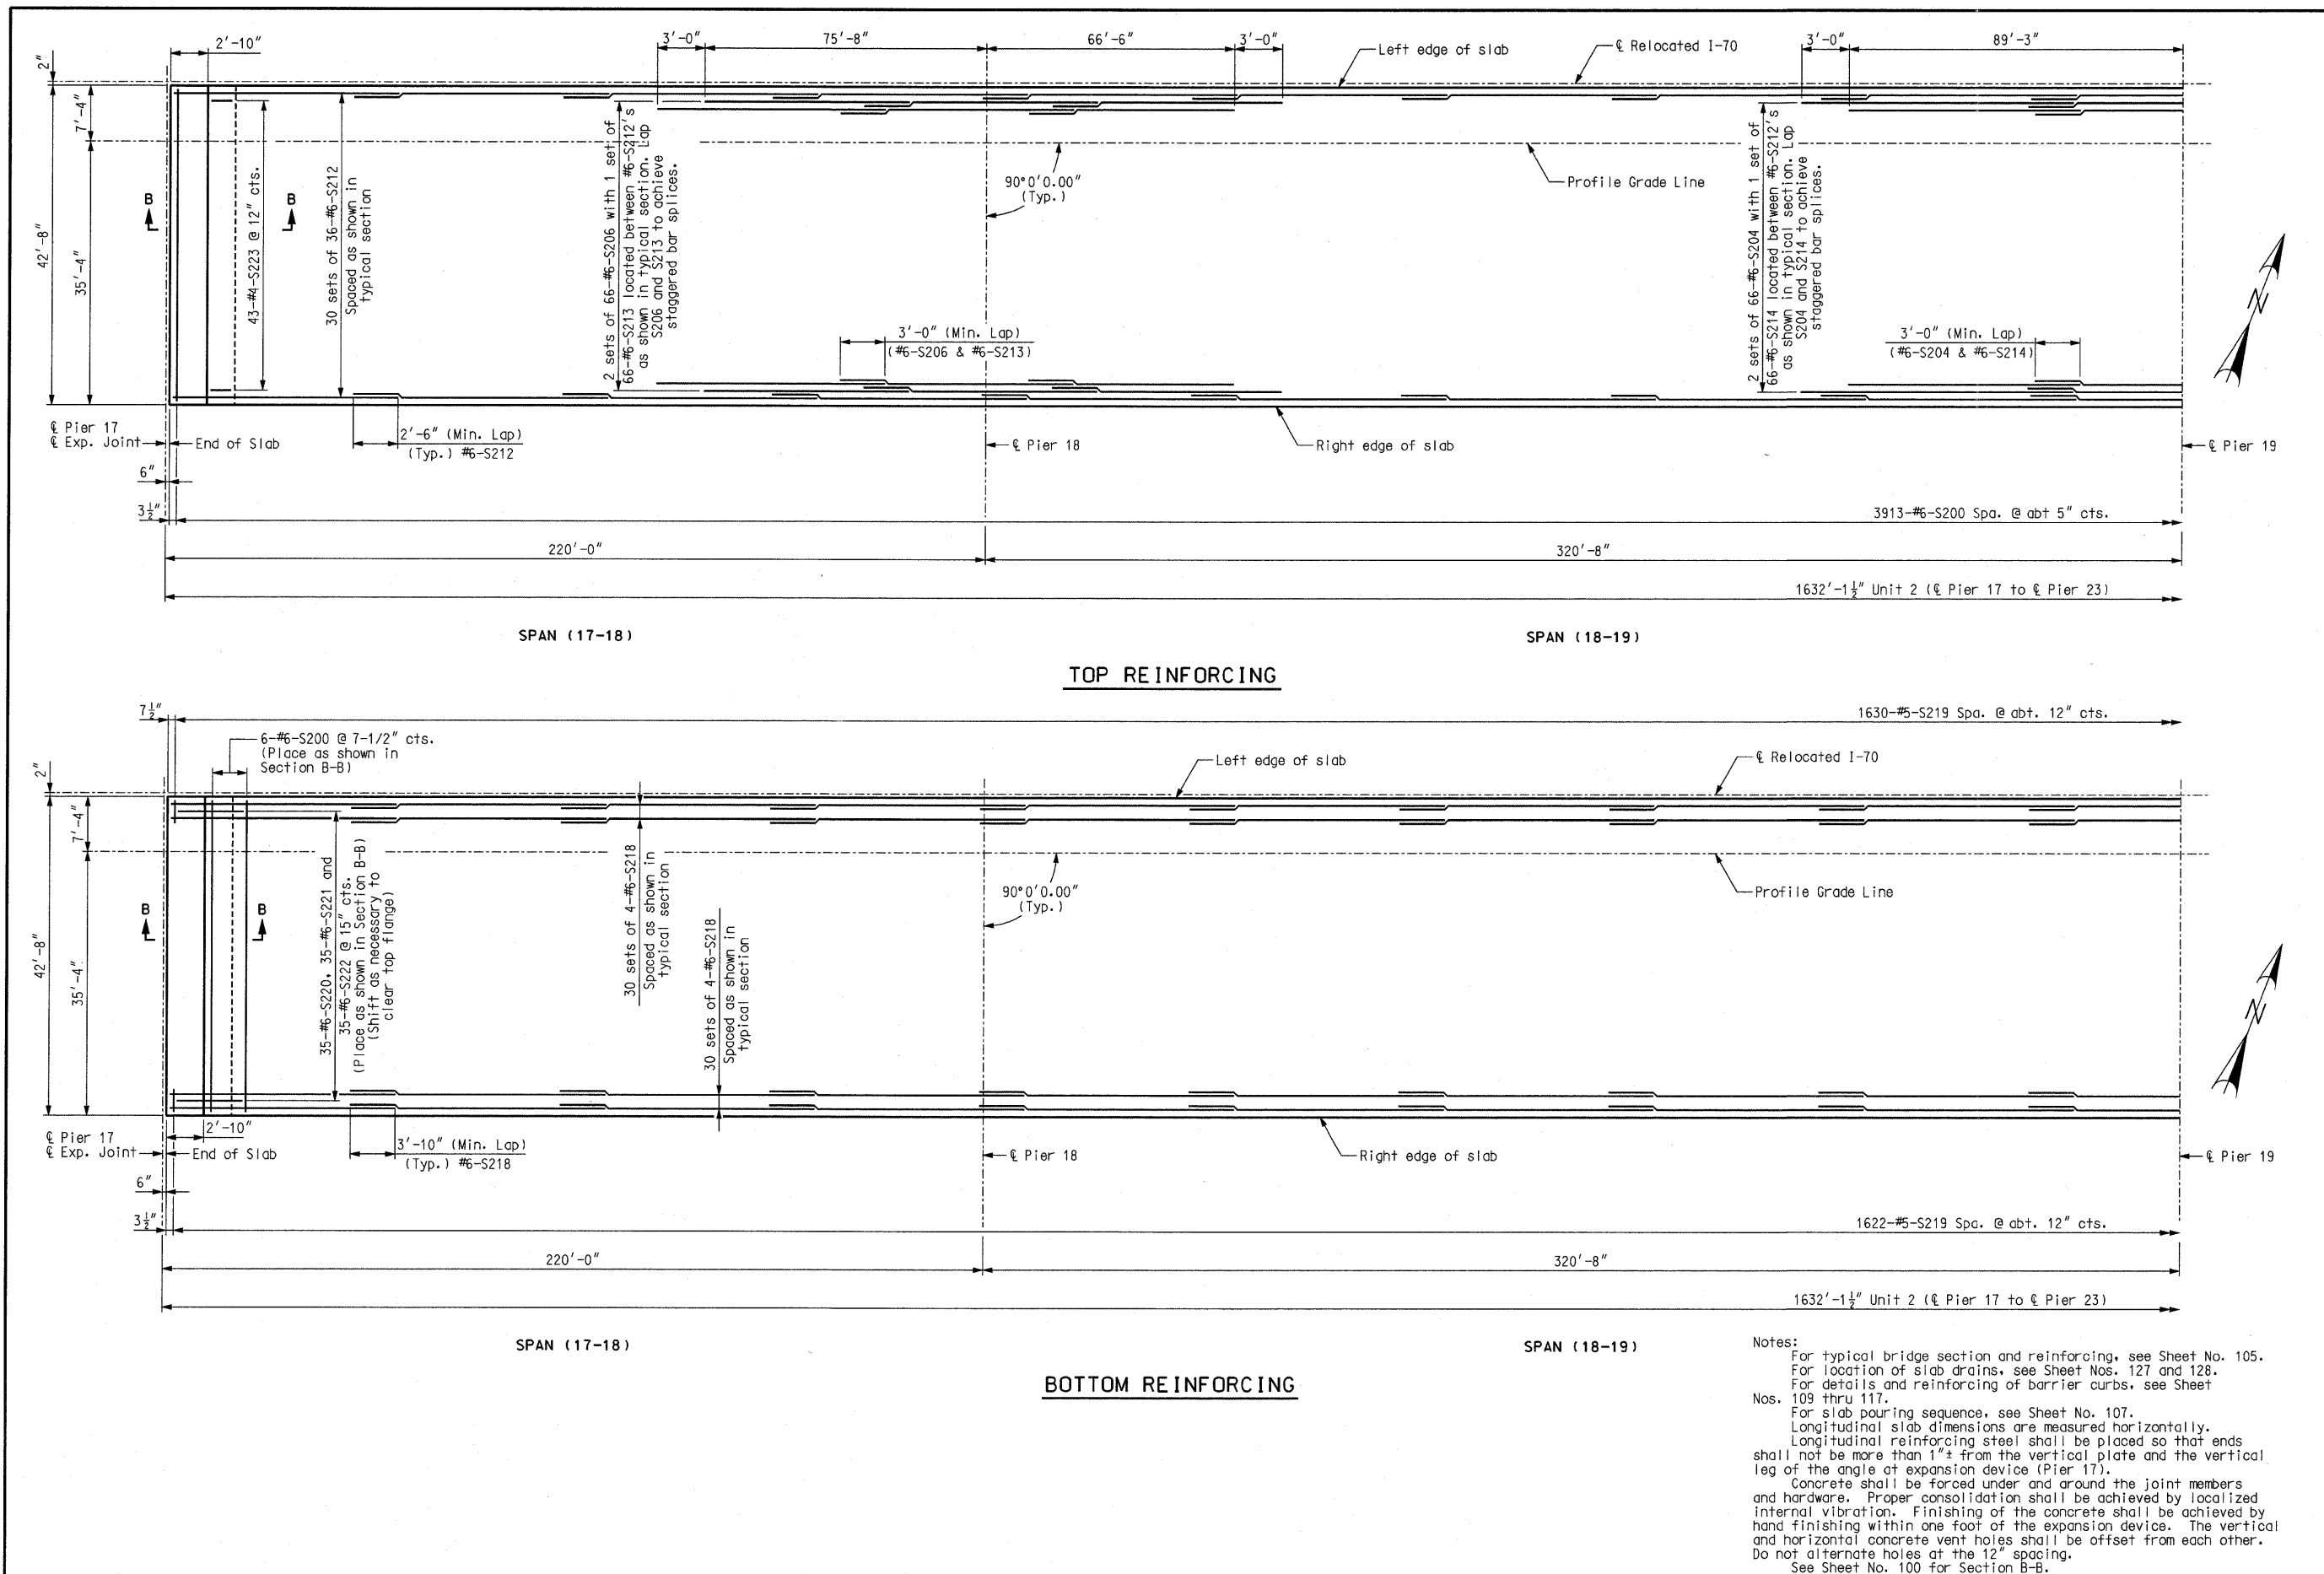 2'-10"
3'-0"
75'-8"
66'-6"
3'-0"
Left edge of slab
℄ Relocated I-70
3'-0"
89'-3"
2"
7'-4"
42'-8"
35'-4"
B
B
43-#4-S223 @ 12" cts.
30 sets of 36-#6-S212
Spaced as shown in
typical section
2 sets of 66-#6-S206 with 1 set of
66-#6-S213 located between #6-S212's
as shown in typical section. Lap
S206 and S213 to achieve
staggered bar splices.
90°0'0.00"
(Typ.)
Profile Grade Line
2 sets of 66-#6-S204 with 1 set of
66-#6-S214 located between #6-S212's
as shown in typical section. Lap
S204 and S214 to achieve
staggered bar splices.
3'-0" (Min. Lap)
(#6-S206 & #6-S213)
3'-0" (Min. Lap)
(#6-S204 & #6-S214)
N
℄ Pier 17
℄ Exp. Joint
End of Slab
2'-6" (Min. Lap)
(Typ.) #6-S212
℄ Pier 18
Right edge of slab
℄ Pier 19
6"
3½"
3913-#6-S200 Spa. @ abt 5" cts.
220'-0"
320'-8"
1632'-1½" Unit 2 (℄ Pier 17 to ℄ Pier 23)
SPAN (17-18)
SPAN (18-19)
TOP REINFORCING
7½"
1630-#5-S219 Spa. @ abt. 12" cts.
6-#6-S200 @ 7-1/2" cts.
(Place as shown in
Section B-B)
Left edge of slab
℄ Relocated I-70
2"
7'-4"
42'-8"
35'-4"
B
B
35-#6-S220, 35-#6-S221 and
35-#6-S222 @ 15" cts.
(Place as shown in Section B-B)
(Shift as necessary to
clear top flange)
30 sets of 4-#6-S218
Spaced as shown in
typical section
30 sets of 4-#6-S218
Spaced as shown in
typical section
90°0'0.00"
(Typ.)
Profile Grade Line
N
℄ Pier 17
℄ Exp. Joint
End of Slab
2'-10"
3'-10" (Min. Lap)
(Typ.) #6-S218
℄ Pier 18
Right edge of slab
℄ Pier 19
6"
3½"
1622-#5-S219 Spa. @ abt. 12" cts.
220'-0"
320'-8"
1632'-1½" Unit 2 (℄ Pier 17 to ℄ Pier 23)
SPAN (17-18)
SPAN (18-19)
BOTTOM REINFORCING
Notes:
For typical bridge section and reinforcing, see Sheet No. 105.
For location of slab drains, see Sheet Nos. 127 and 128.
For details and reinforcing of barrier curbs, see Sheet
Nos. 109 thru 117.
For slab pouring sequence, see Sheet No. 107.
Longitudinal slab dimensions are measured horizontally.
Longitudinal reinforcing steel shall be placed so that ends
shall not be more than 1"± from the vertical plate and the vertical
leg of the angle at expansion device (Pier 17).
Concrete shall be forced under and around the joint members
and hardware. Proper consolidation shall be achieved by localized
internal vibration. Finishing of the concrete shall be achieved by
hand finishing within one foot of the expansion device. The vertical
and horizontal concrete vent holes shall be offset from each other.
Do not alternate holes at the 12" spacing.
See Sheet No. 100 for Section B-B.